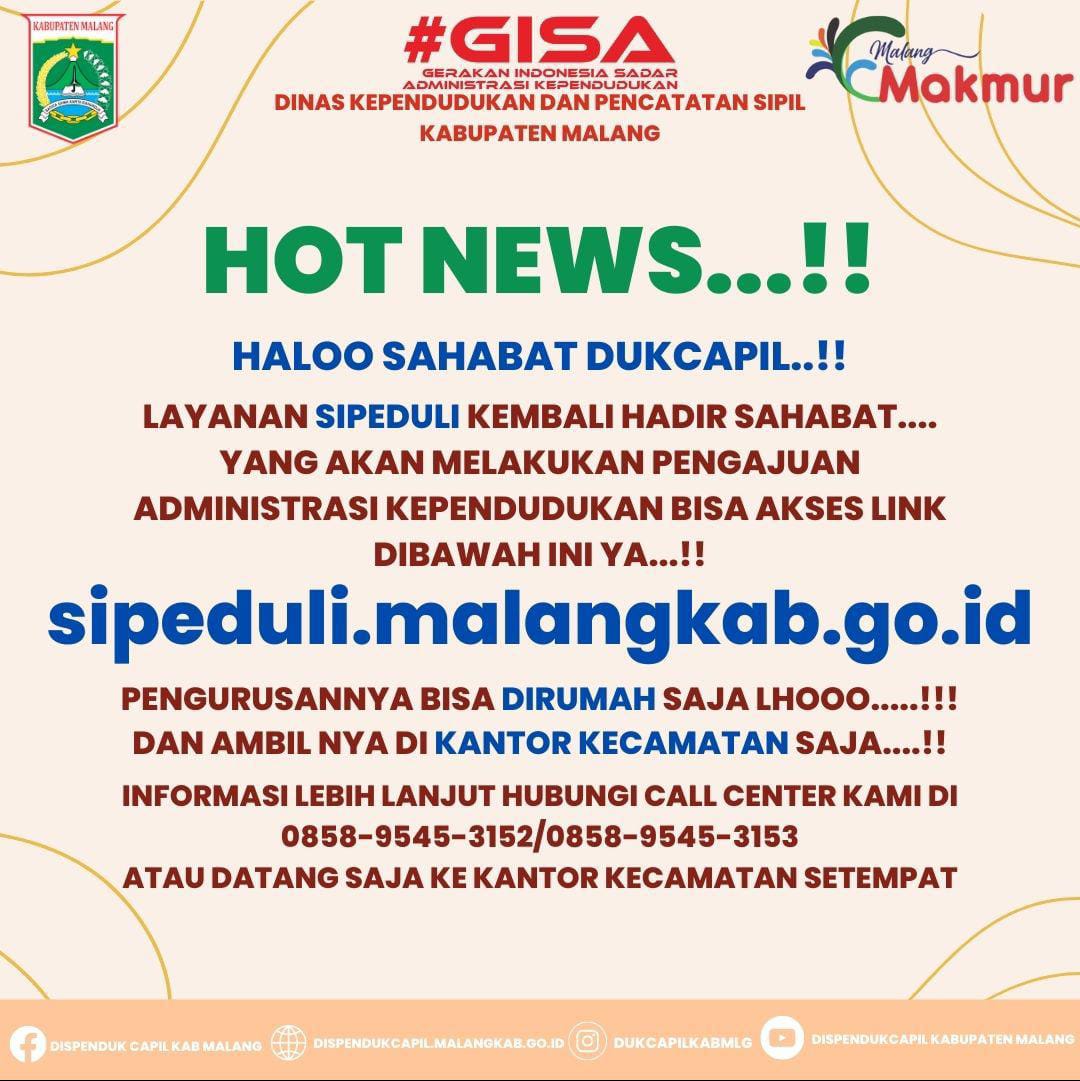 KABUPATEN MALANG
#GISA
GERAKAN INDONESIA SADAR
ADMINISTRASI KEPENDUDUKAN
DINAS KEPENDUDUKAN DAN PENCATATAN SIPIL
KABUPATEN MALANG
Malang
Makmur
HOT NEWS...!!
HALOO SAHABAT DUKCAPIL..!!
LAYANAN SIPEDULI KEMBALI HADIR SAHABAT....
YANG AKAN MELAKUKAN PENGAJUAN
ADMINISTRASI KEPENDUDUKAN BISA AKSES LINK
DIBAWAH INI YA...!!
sipeduli.malangkab.go.id
PENGURUSANNYA BISA DIRUMAH SAJA LHOOO.....!!!
DAN AMBIL NYA DI KANTOR KECAMATAN SAJA....!!
INFORMASI LEBIH LANJUT HUBUNGI CALL CENTER KAMI DI
0858-9545-3152/0858-9545-3153
ATAU DATANG SAJA KE KANTOR KECAMATAN SETEMPAT
DISPENDUK CAPIL KAB MALANG
DISPENDUKCAPIL.MALANGKAB.GO.ID
DUKCAPILKABMLG
DISPENDUKCAPIL KABUPATEN MALANG